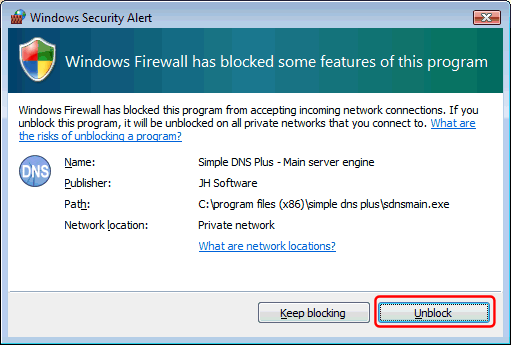 Windows Security Alert
Windows Firewall has blocked some features of this program
Windows Firewall has blocked this program from accepting incoming network connections. If you
unblock this program, it will be unblocked on all private networks that you connect to. What are
the risks of unblocking a program?
DNS
Name: Simple DNS Plus - Main server engine
Publisher: JH Software
Path: C:\program files (x86)\simple dns plus\sdnsmain.exe
Network location: Private network
What are network locations?
Keep blocking Unblock